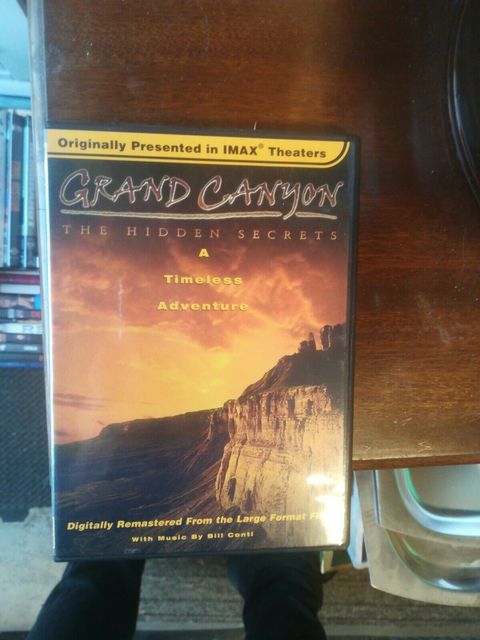 Originally Presented in IMAX® Theaters
GRAND CANYON
THE HIDDEN SECRETS
A
Timeless
Adventure
Digitally Remastered From the Large Format
With Music By Bill Conti